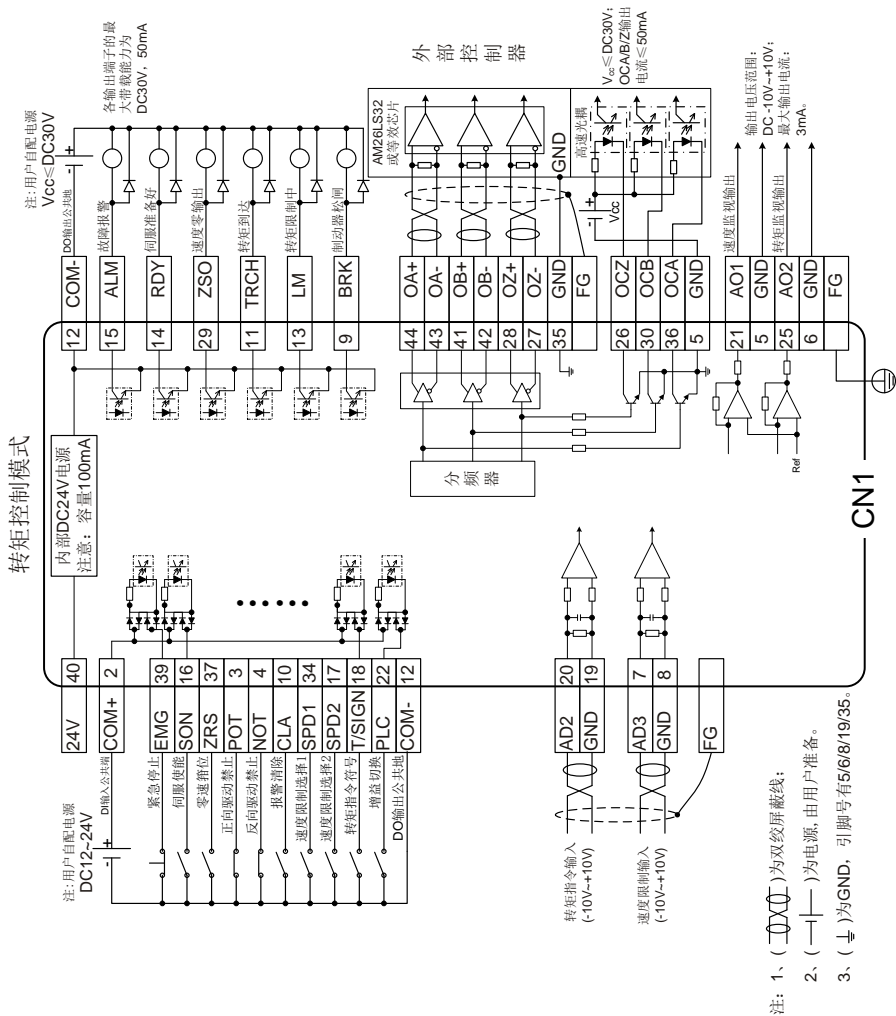 转矩控制模式
注:用户自配电源
DC12~24V
-
+
DI输入公共端
24V
40
COM+
2
内部DC24V电源
注意：容量100mA
紧急停止
EMG
39
伺服使能
SON
16
零速箝位
ZRS
37
正向驱动禁止
POT
3
反向驱动禁止
NOT
4
报警清除
CLA
10
速度限制选择1
SPD1
34
速度限制选择2
SPD2
17
转矩指令符号
T/SIGN
18
增益切换
PLC
22
DO输出公共地
COM-
12
转矩指令输入
(-10V~+10V)
AD2
20
GND
19
速度限制输入
(-10V~+10V)
AD3
7
GND
8
FG
注:用户自配电源
Vcc≤DC30V
-
+
DO输出公共地
各输出端子的最
大带载能力为
DC30V，50mA
12
COM-
15
ALM
故障报警
14
RDY
伺服准备好
29
ZSO
速度零输出
11
TRCH
转矩到达
13
LM
转矩限制中
9
BRK
制动器松闸
外部控制器
AM26LS32
或等效芯片
44
OA+
43
OA-
41
OB+
42
OB-
28
OZ+
27
OZ-
35
GND
FG
GND
分频器
高速光耦
Vcc≤DC30V;
OCA/B/Z输出
电流≤50mA
-
+
Vcc
26
OCZ
30
OCB
36
OCA
5
GND
21
AO1
速度监视输出
5
GND
25
AO2
转矩监视输出
6
GND
FG
输出电压范围:
DC -10V~+10V;
最大输出电流:
3mA。
Ref
CN1
注：1、( )为双绞屏蔽线；
2、( )为电源,由用户准备。
3、( )为GND，引脚号有5/6/8/19/35。